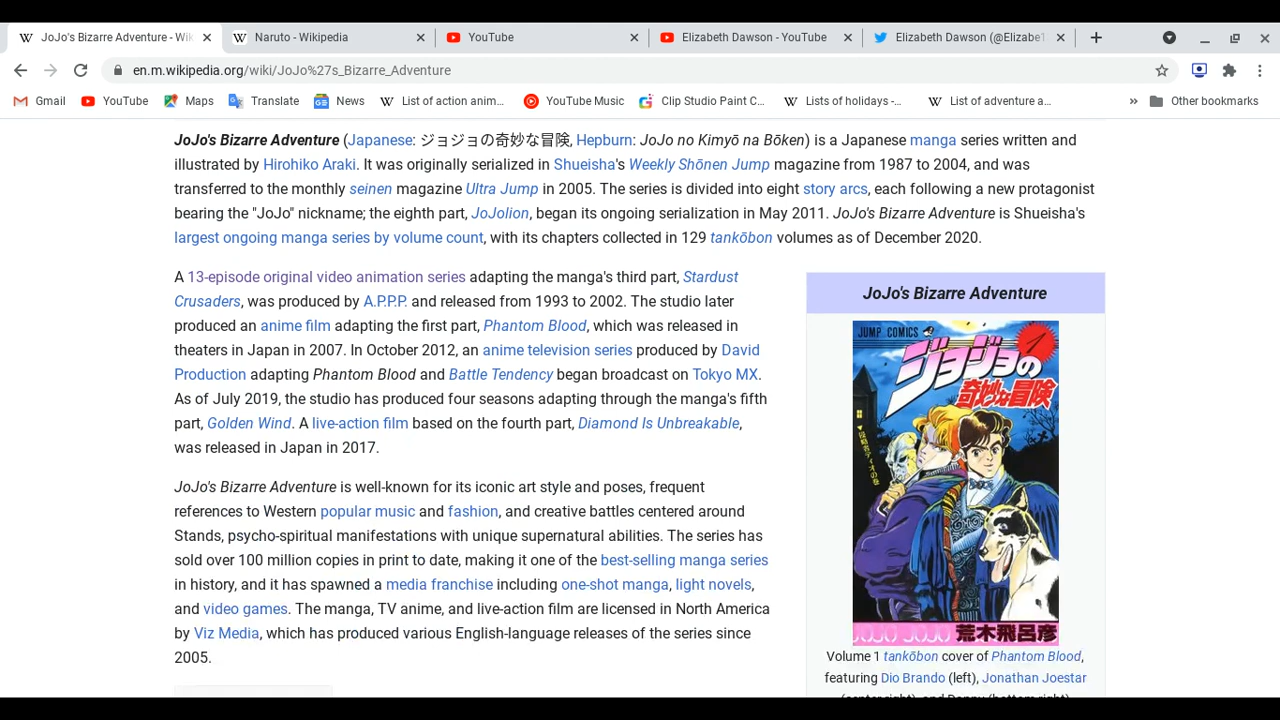 JoJo's Bizarre Adventure - Wik
Naruto - Wikipedia
YouTube
Elizabeth Dawson - YouTube
Elizabeth Dawson (@Elizabe1
en.m.wikipedia.org/wiki/JoJo%27s_Bizarre_Adventure
Gmail YouTube Maps Translate News List of action anim... YouTube Music Clip Studio Paint C... Lists of holidays -... List of adventure a... » Other bookmarks
JoJo's Bizarre Adventure (Japanese: ジョジョの奇妙な冒険, Hepburn: JoJo no Kimyō na Bōken) is a Japanese manga series written and
illustrated by Hirohiko Araki. It was originally serialized in Shueisha's Weekly Shōnen Jump magazine from 1987 to 2004, and was
transferred to the monthly seinen magazine Ultra Jump in 2005. The series is divided into eight story arcs, each following a new protagonist
bearing the "JoJo" nickname; the eighth part, JoJolion, began its ongoing serialization in May 2011. JoJo's Bizarre Adventure is Shueisha's
largest ongoing manga series by volume count, with its chapters collected in 129 tankōbon volumes as of December 2020.
A 13-episode original video animation series adapting the manga's third part, Stardust
Crusaders, was produced by A.P.P.P. and released from 1993 to 2002. The studio later
produced an anime film adapting the first part, Phantom Blood, which was released in
theaters in Japan in 2007. In October 2012, an anime television series produced by David
Production adapting Phantom Blood and Battle Tendency began broadcast on Tokyo MX.
As of July 2019, the studio has produced four seasons adapting through the manga's fifth
part, Golden Wind. A live-action film based on the fourth part, Diamond Is Unbreakable,
was released in Japan in 2017.
JoJo's Bizarre Adventure is well-known for its iconic art style and poses, frequent
references to Western popular music and fashion, and creative battles centered around
Stands, psycho-spiritual manifestations with unique supernatural abilities. The series has
sold over 100 million copies in print to date, making it one of the best-selling manga series
in history, and it has spawned a media franchise including one-shot manga, light novels,
and video games. The manga, TV anime, and live-action film are licensed in North America
by Viz Media, which has produced various English-language releases of the series since
2005.
JoJo's Bizarre Adventure
JUMP COMICS
ジョジョの
奇妙な冒険
1
▼侵略者ディオの巻
JOJO JOJO 荒木飛呂彦
Volume 1 tankōbon cover of Phantom Blood,
featuring Dio Brando (left), Jonathan Joestar
(center right), and Danny (bottom right)